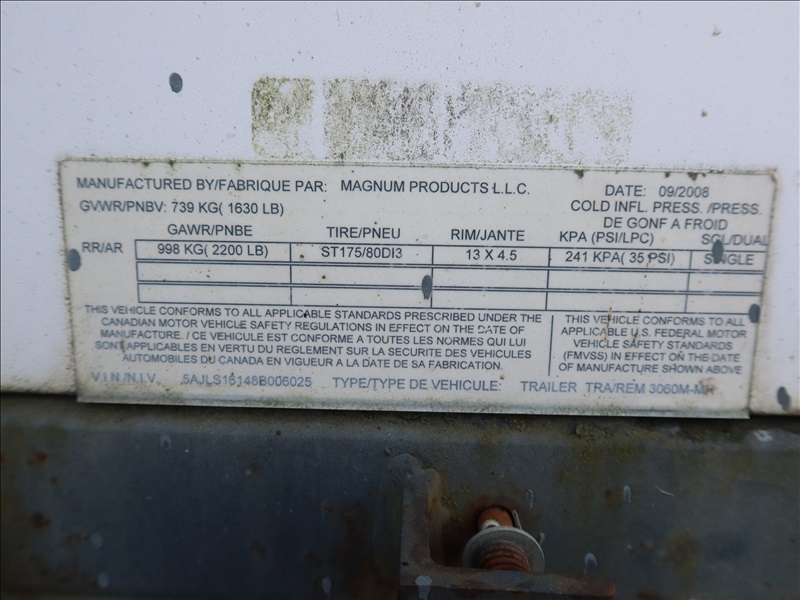 MANUFACTURED BY/FABRIQUE PAR: MAGNUM PRODUCTS L.L.C. DATE: 09/2008
GVWR/PNBV: 739 KG( 1630 LB) COLD INFL. PRESS. /PRESS.
DE GONF A FROID
GAWR/PNBE TIRE/PNEU RIM/JANTE KPA (PSI/LPC) SGL/DUAL
RR/AR 998 KG( 2200 LB) ST175/80DI3 13 X 4.5 241 KPA( 35 PSI) SINGLE
THIS VEHICLE CONFORMS TO ALL APPLICABLE STANDARDS PRESCRIBED UNDER THE
CANADIAN MOTOR VEHICLE SAFETY REGULATIONS IN EFFECT ON THE DATE OF
MANUFACTURE. / CE VEHICULE EST CONFORME A TOUTES LES NORMES QUI LUI
SONT APPLICABLES EN VERTU DU REGLEMENT SUR LA SECURITE DES VEHICULES
AUTOMOBILES DU CANADA EN VIGUEUR A LA DATE DE SA FABRICATION.
THIS VEHICLE CONFORMS TO ALL
APPLICABLE U.S. FEDERAL MOTOR
VEHICLE SAFETY STANDARDS
(FMVSS) IN EFFECT ON THE DATE
OF MANUFACTURE SHOWN ABOVE
V.I.N./N.I.V. 5AJLS16148B006025 TYPE/TYPE DE VEHICULE: TRAILER TRA/REM 3060M-MH